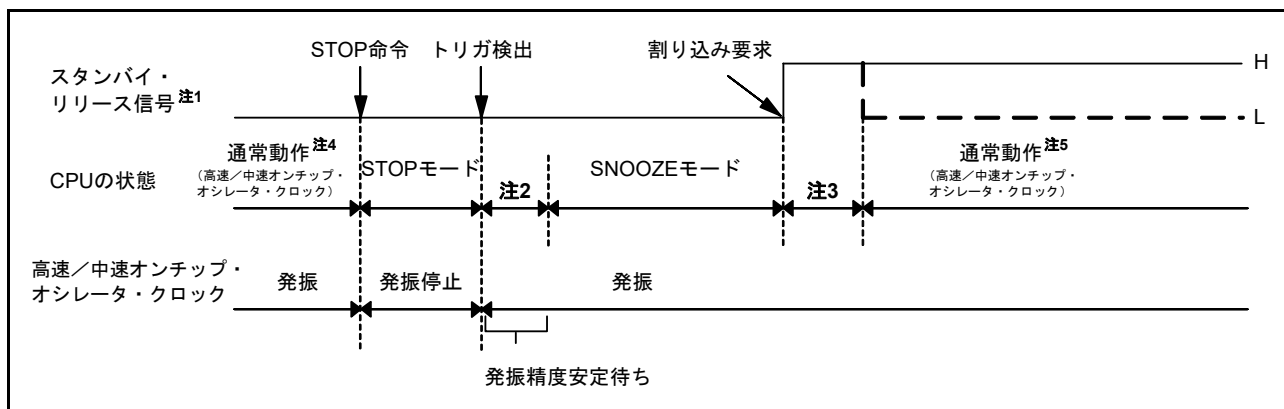 STOP命令
トリガ検出
割り込み要求
スタンバイ・
リリース信号注1
H
L
CPUの状態
通常動作注4
（高速／中速オンチップ・
オシレータ・クロック）
STOPモード
注2
SNOOZEモード
注3
通常動作注5
（高速／中速オンチップ・
オシレータ・クロック）
高速／中速オンチップ・
オシレータ・クロック
発振
発振停止
発振
発振精度安定待ち